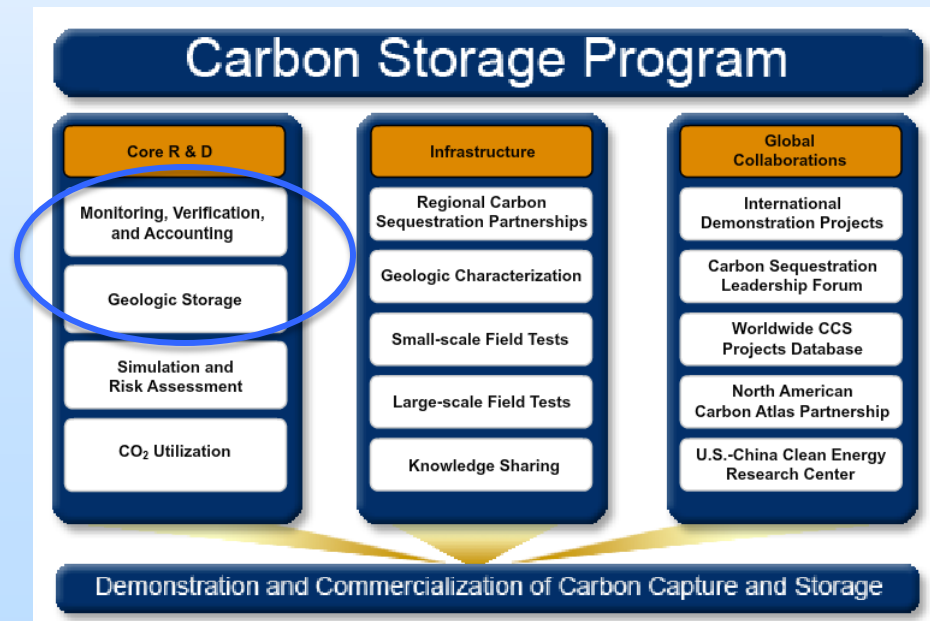 Carbon Storage Program
Core R & D
Monitoring, Verification,
and Accounting
Geologic Storage
Simulation and
Risk Assessment
CO₂ Utilization
Infrastructure
Regional Carbon
Sequestration Partnerships
Geologic Characterization
Small-scale Field Tests
Large-scale Field Tests
Knowledge Sharing
Global
Collaborations
International
Demonstration Projects
Carbon Sequestration
Leadership Forum
Worldwide CCS
Projects Database
North American
Carbon Atlas Partnership
U.S.-China Clean Energy
Research Center
Demonstration and Commercialization of Carbon Capture and Storage